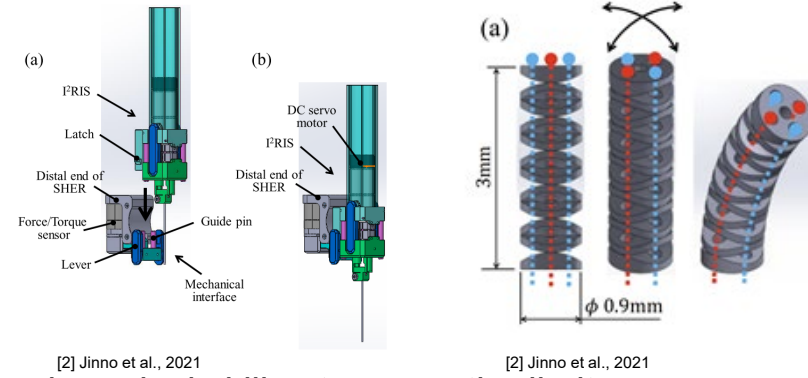 (a)
I²RIS
Latch
Distal end of
SHER
Force/Torque
sensor
Lever
Guide pin
Mechanical
interface
(b)
DC servo
motor
I²RIS
Distal end of
SHER
[2] Jinno et al., 2021
(a)
3mm
ϕ 0.9mm
[2] Jinno et al., 2021